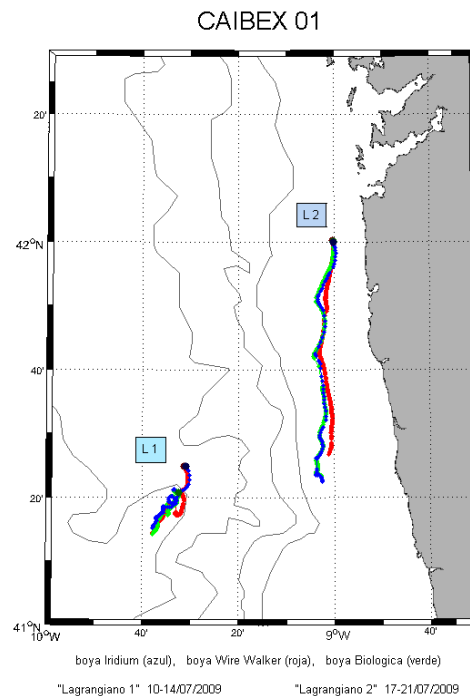 CAIBEX 01
20'
L 2
42°N
40'
L 1
20'
41°N
10°W 40' 20' 9°W 40'
boya Iridium (azul), boya Wire Walker (roja), boya Biologica (verde)
"Lagrangiano 1" 10-14/07/2009 "Lagrangiano 2" 17-21/07/2009